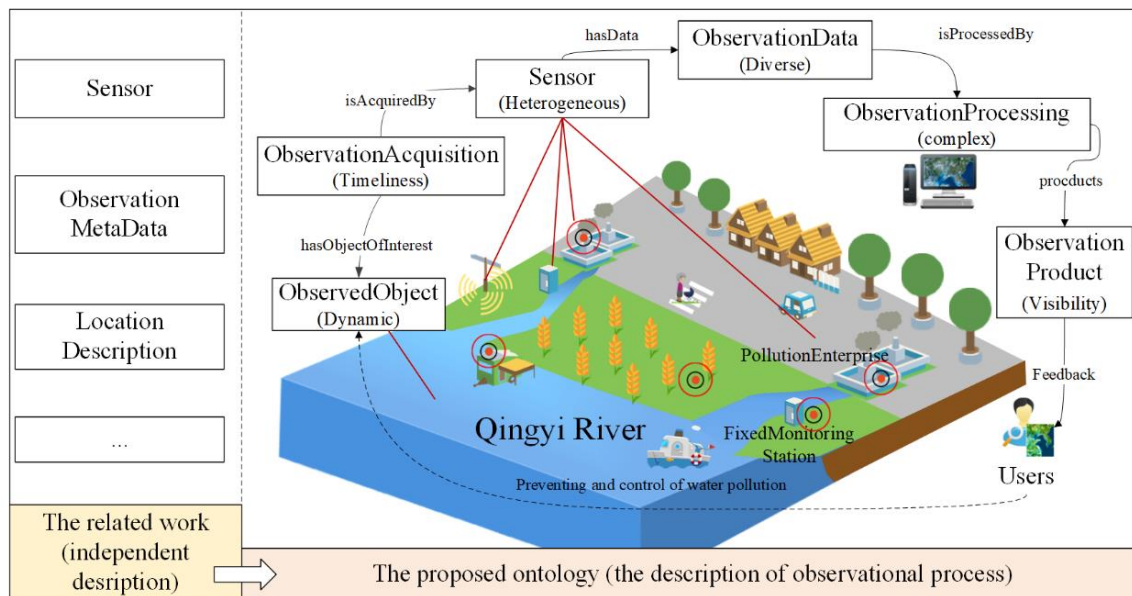 Sensor
Observation
MetaData
Location
Description
...
The related work
(independent
desription)
hasData
ObservationData
(Diverse)
isProcessedBy
Sensor
(Heterogeneous)
isAcquiredBy
ObservationProcessing
(complex)
ObservationAcquisition
(Timeliness)
procducts
hasObjectOfInterest
Observation
Product
(Visibility)
ObservedObject
(Dynamic)
PollutionEnterprise
Feedback
Qingyi River
FixedMonitoring
Station
Users
Preventing and control of water pollution
The proposed ontology (the description of observational process)